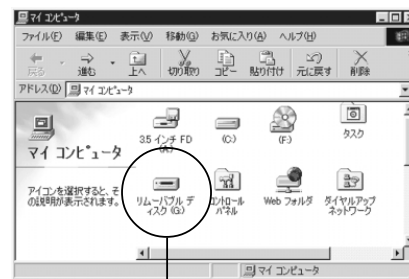 マイ コンピュータ
ファイル(F) 編集(E) 表示(V) 移動(G) お気に入り(A) ヘルプ(H)
戻る 進む 上へ 切り取り コピー 貼り付け 元に戻す 削除
アドレス(D) マイ コンピュータ
マイ コンピュータ
アイコンを選択すると、そ
の説明が表示されます。
3.5 インチ FD
(A:)
(C:)
(F:)
タスク
リムーバブル ディ
スク (G:)
コントロール
パネル
Web フォルダ
ダイヤルアップ
ネットワーク
マイ コンピュータ